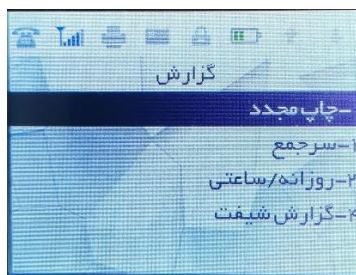 گزارش
-چاپ مجدد
۲-سرجمع
۳-روزانه/ساعتی
۴-گزارش شیفت